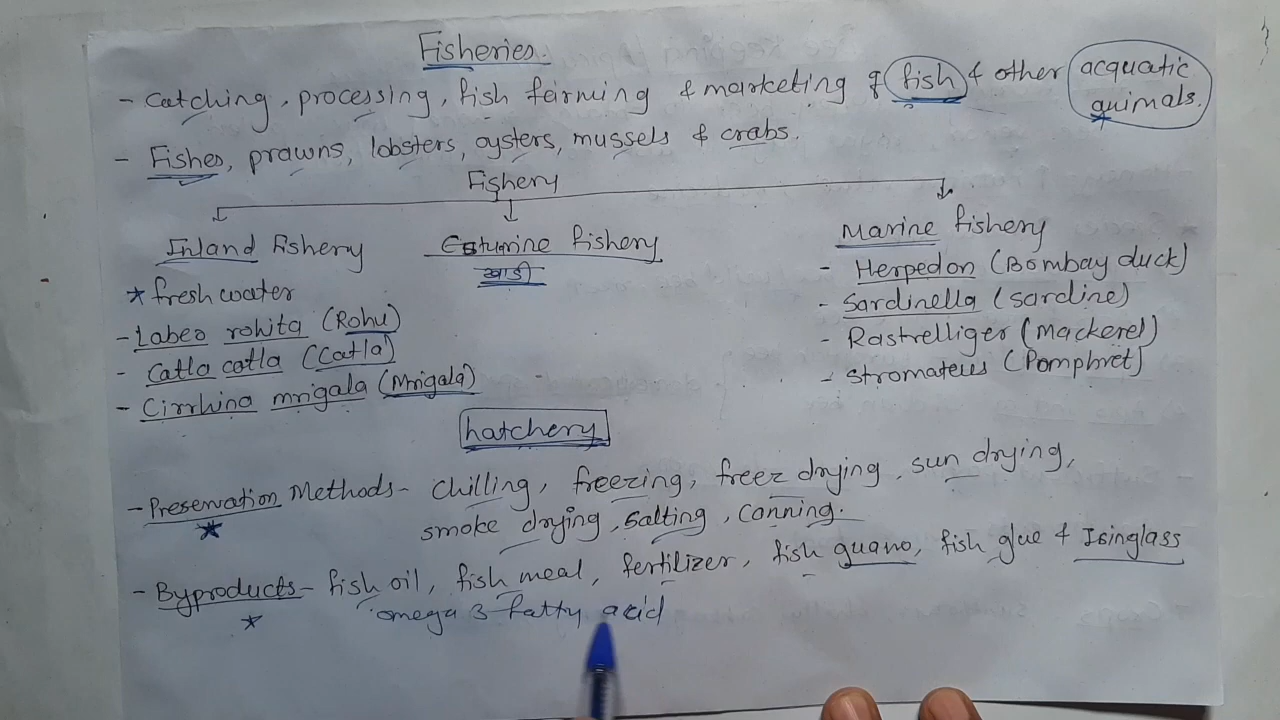 Fisheries.
- Catching, processing, fish feirming & marketing of fish & other acquatic animals.
- Fishes, prawns, lobsters, oysters, mussels & crabs.
Fishery
Inland Fishery
* fresh water
- Labeo rohita (Rohu)
- Catla catla (Catla)
- Cirrhina mrigala (Mrigala)
Esturine fishery
खाडी
Marine fishery
- Herpedon (Bombay duck)
- Sardinella (Sardine)
- Rastrelliger (Mackerel)
- Stromateus (Pomphret)
hatchery
- Preservation Methods - chilling, freezing, freez drying, sun drying,
smoke drying, salting, canning.
- Byproducts - fish oil, fish meal, fertilizer, fish guano, fish glue & Isinglass
omega 3 fatty acid